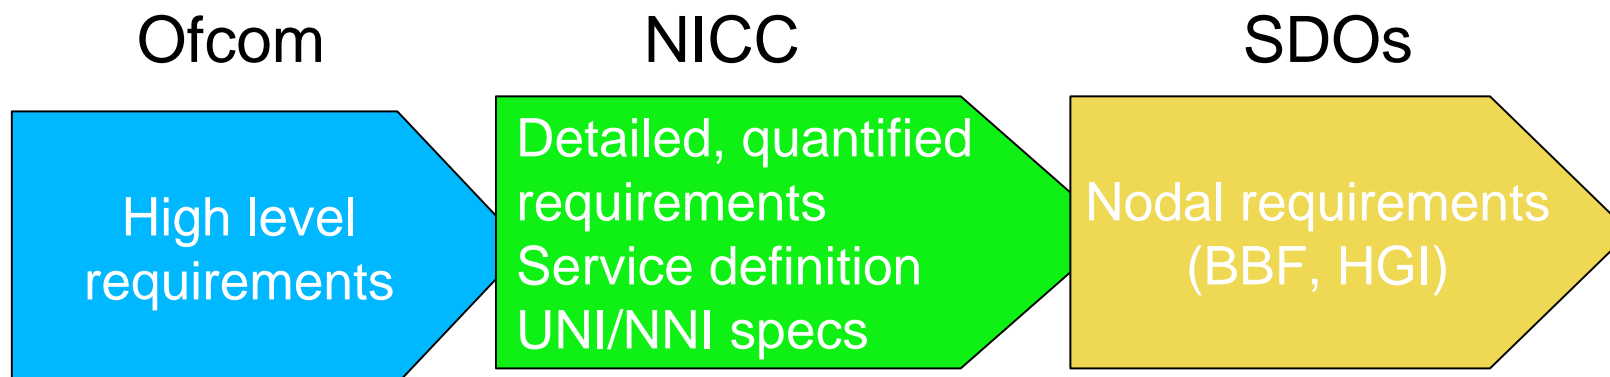 Ofcom
NICC
SDOs
High level
requirements
Detailed, quantified
requirements
Service definition
UNI/NNI specs
Nodal requirements
(BBF, HGI)